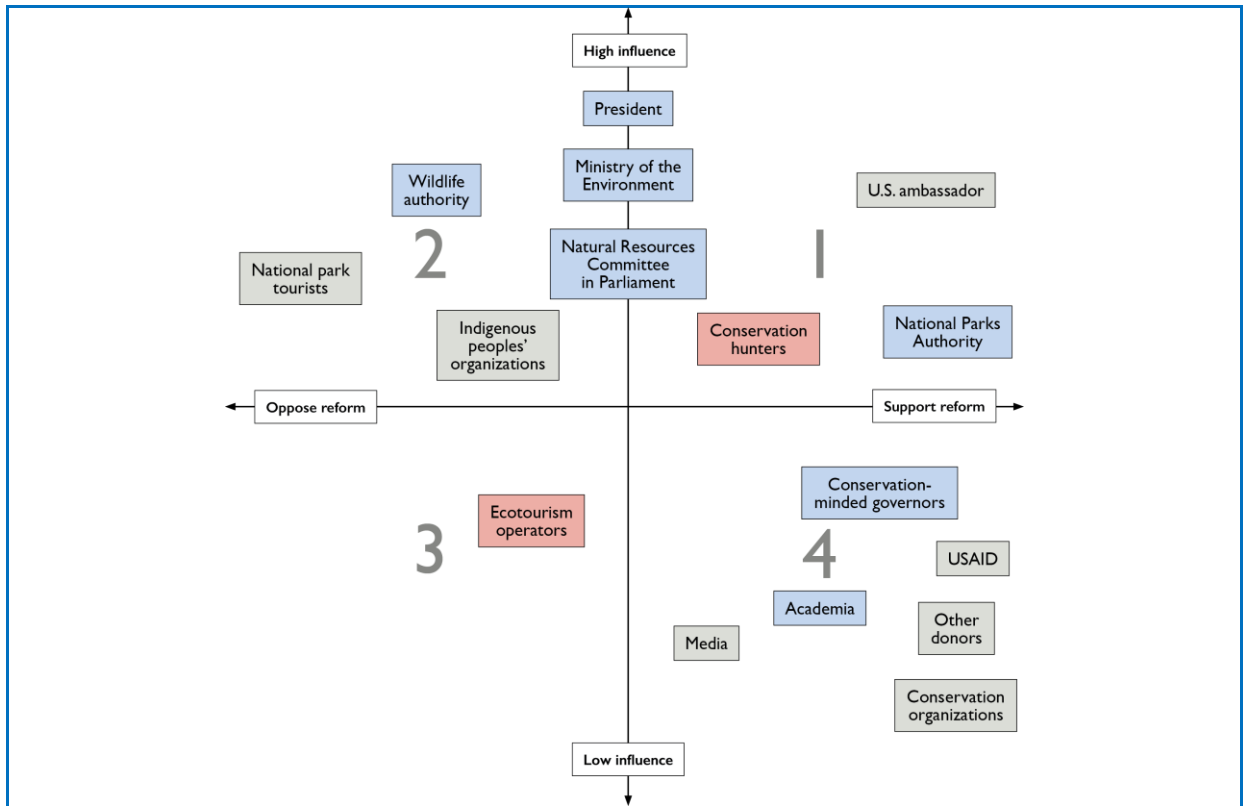 High influence
President
Ministry of the
Environment
Wildlife
authority
U.S. ambassador
2
Natural Resources
Committee
in Parliament
1
National park
tourists
Indigenous
peoples’
organizations
Conservation
hunters
National Parks
Authority
Oppose reform
Support reform
Conservation-
minded governors
Ecotourism
operators
3
4
USAID
Academia
Other
donors
Media
Conservation
organizations
Low influence